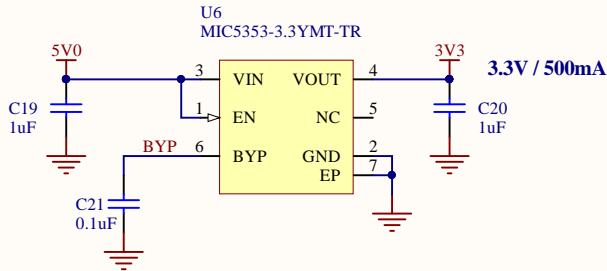 U6
MIC5353-3.3YMT-TR
5V0
3V3
3.3V / 500mA
3
VIN
VOUT
4
C19
1uF
1
EN
NC
5
C20
1uF
BYP
6
BYP
GND
2
EP
7
C21
0.1uF